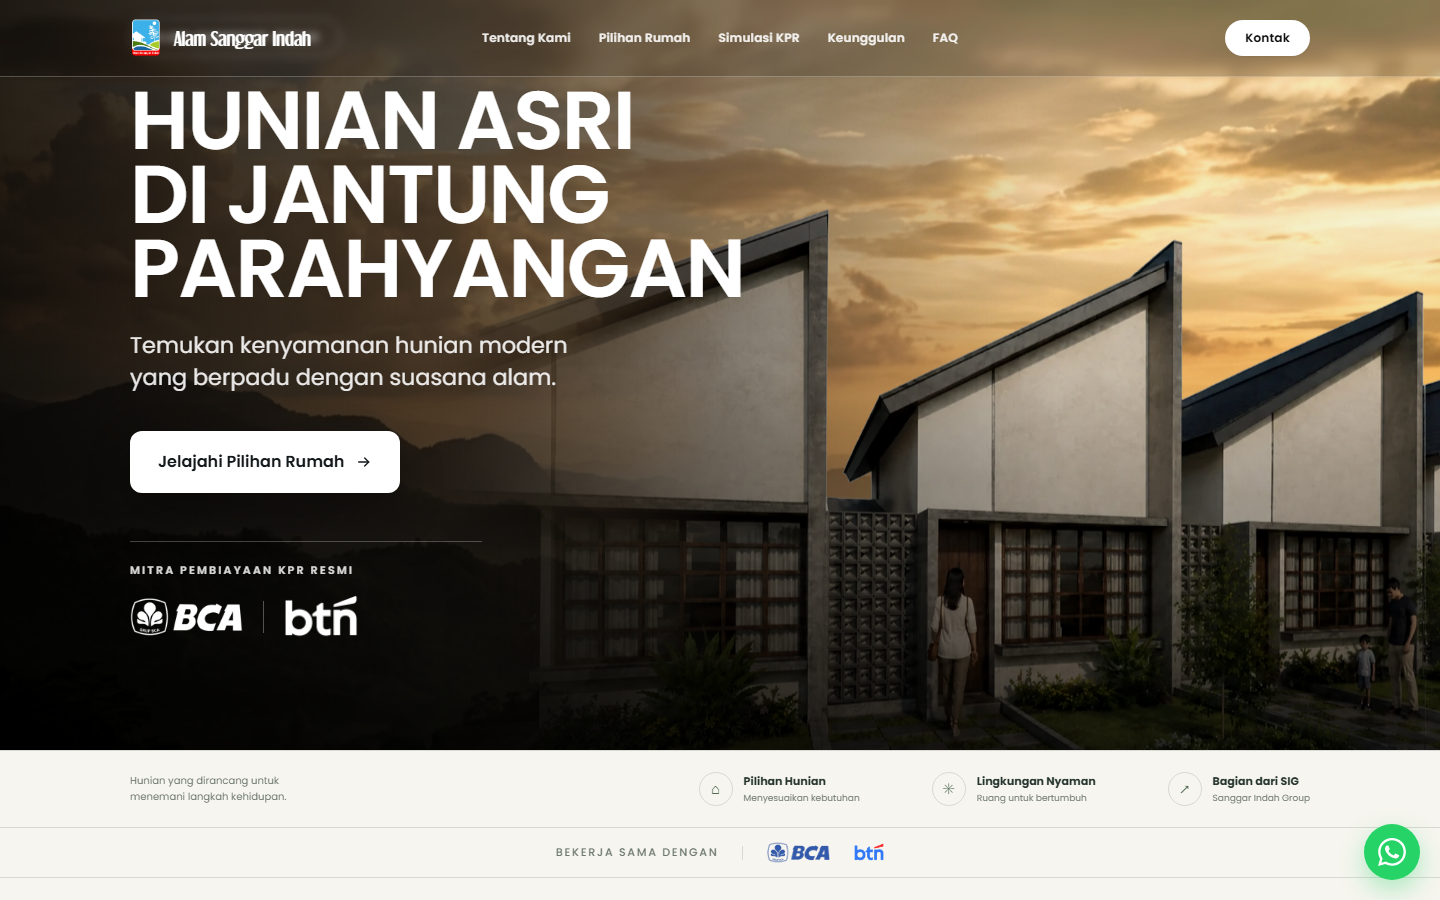 Alam Sanggar Indah
Tentang Kami
Pilihan Rumah
Simulasi KPR
Keunggulan
FAQ
Kontak
HUNIAN ASRI
DI JANTUNG
PARAHYANGAN
Temukan kenyamanan hunian modern
yang berpadu dengan suasana alam.
Jelajahi Pilihan Rumah →
MITRA PEMBIAYAAN KPR RESMI
BCA
btn
Hunian yang dirancang untuk
menemani langkah kehidupan.
Pilihan Hunian
Menyesuaikan kebutuhan
Lingkungan Nyaman
Ruang untuk bertumbuh
Bagian dari SIG
Sanggar Indah Group
BEKERJA SAMA DENGAN
BCA
btn